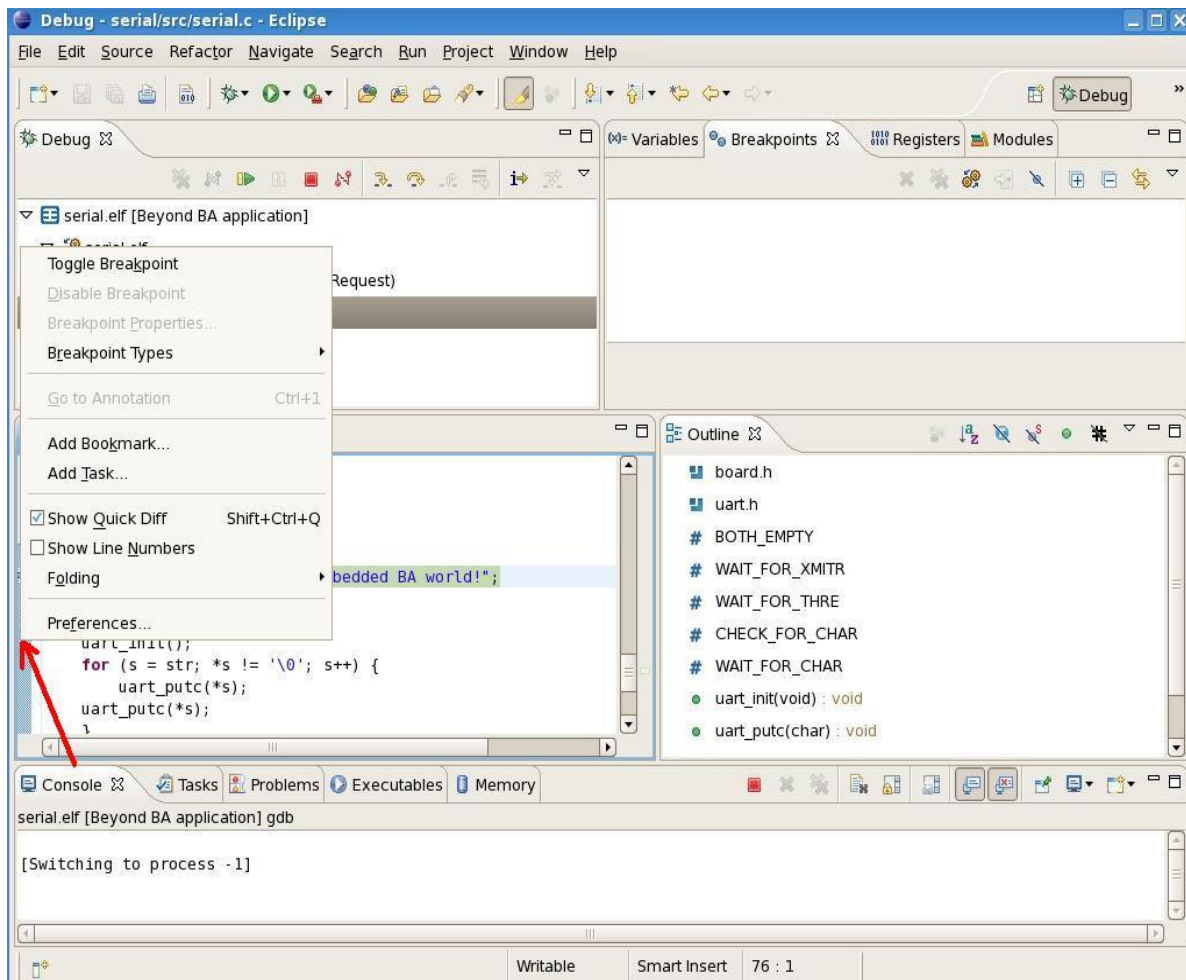 Debug - serial/src/serial.c - Eclipse
File Edit Source Refactor Navigate Search Run Project Window Help
Debug »
Debug
(x)= Variables Breakpoints Registers Modules
serial.elf [Beyond BA application]
Request)
Toggle Breakpoint
Disable Breakpoint
Breakpoint Properties...
Breakpoint Types
Go to Annotation Ctrl+1
Add Bookmark...
Add Task...
Show Quick Diff Shift+Ctrl+Q
Show Line Numbers
Folding
Preferences...
bedded BA world!";
uart_init();
for (s = str; *s != '\0'; s++) {
uart_putc(*s);
uart_putc(*s);
}
Outline
board.h
uart.h
# BOTH_EMPTY
# WAIT_FOR_XMITR
# WAIT_FOR_THRE
# CHECK_FOR_CHAR
# WAIT_FOR_CHAR
uart_init(void) : void
uart_putc(char) : void
Console Tasks Problems Executables Memory
serial.elf [Beyond BA application] gdb
[Switching to process -1]
Writable Smart Insert 76 : 1